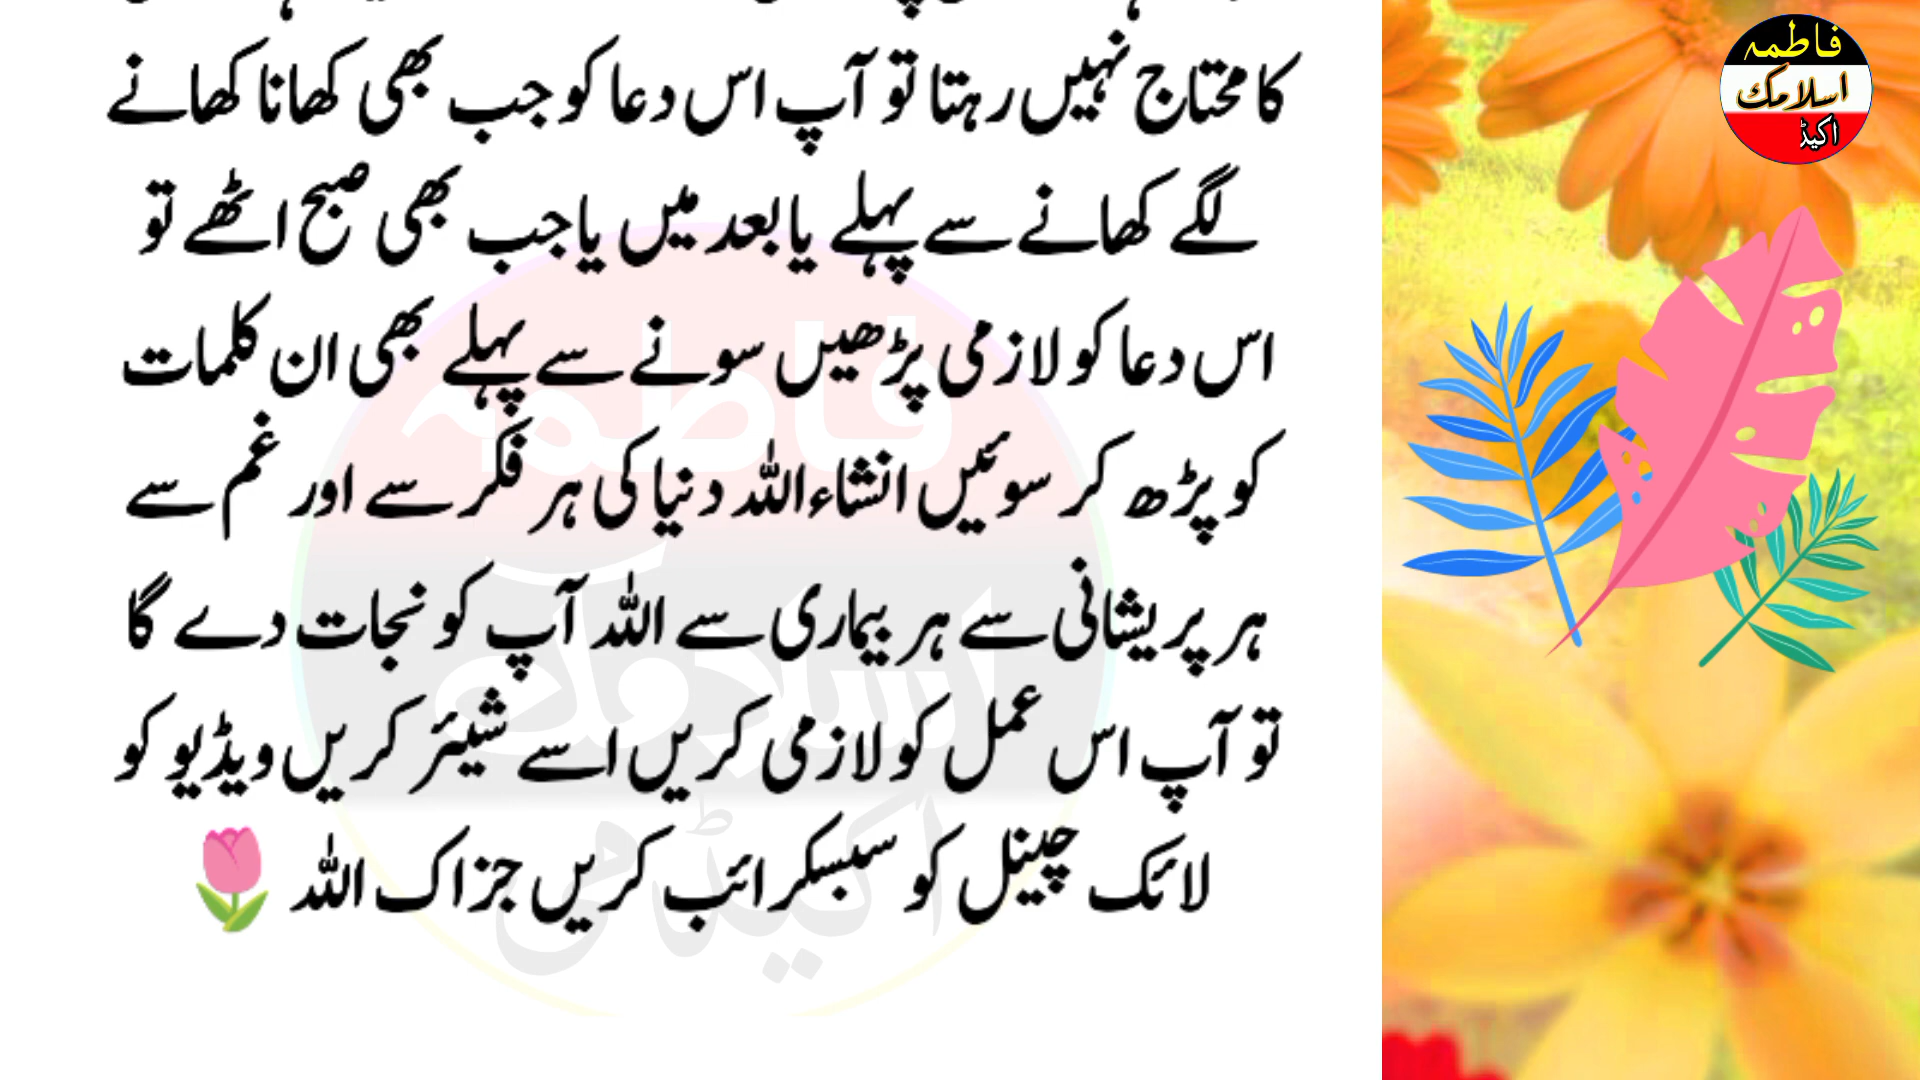 کا محتاج نہیں رہتا تو آپ اس دعا کو جب بھی کھانا کھانے
لگے کھانے سے پہلے یا بعد میں یا جب بھی صبح اٹھے تو
اس دعا کو لازمی پڑھیں سونے سے پہلے بھی ان کلمات
کو پڑھ کر سوئیں انشاءاللہ دنیا کی ہر فکر سے اور غم سے
ہر پریشانی سے ہر بیماری سے اللہ آپ کو نجات دے گا
تو آپ اس عمل کو لازمی کریں اسے شیئر کریں ویڈیو کو
لائک چینل کو سبسکرائب کریں جزاک اللہ
فاطمہ
اسلامک
اکیڈ
فاطمہ
اسلامک
اکیڈمی